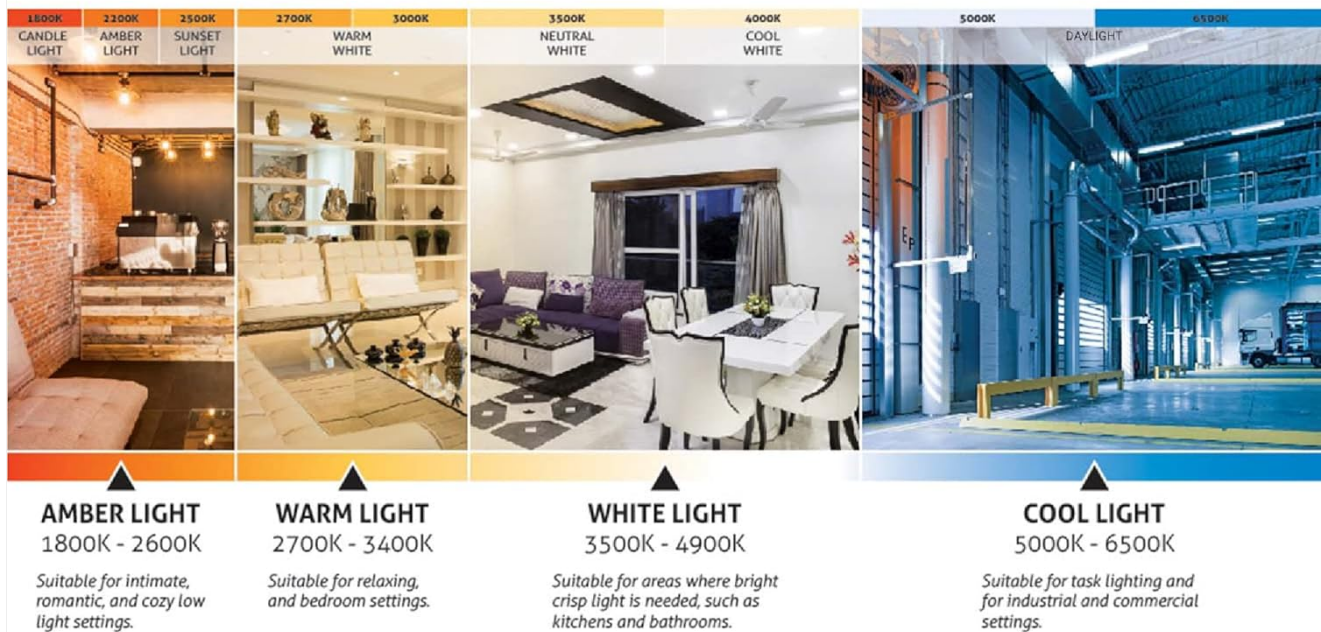 1800K 2200K 2500K 2700K 3000K 3500K 4000K 5000K 6500K
CANDLE LIGHT
AMBER LIGHT
SUNSET LIGHT
WARM WHITE
NEUTRAL WHITE
COOL WHITE
DAYLIGHT
EP
AMBER LIGHT
1800K - 2600K
Suitable for intimate,
romantic, and cozy low
light settings.
WARM LIGHT
2700K - 3400K
Suitable for relaxing,
and bedroom settings.
WHITE LIGHT
3500K - 4900K
Suitable for areas where bright
crisp light is needed, such as
kitchens and bathrooms.
COOL LIGHT
5000K - 6500K
Suitable for task lighting and
for industrial and commercial
settings.